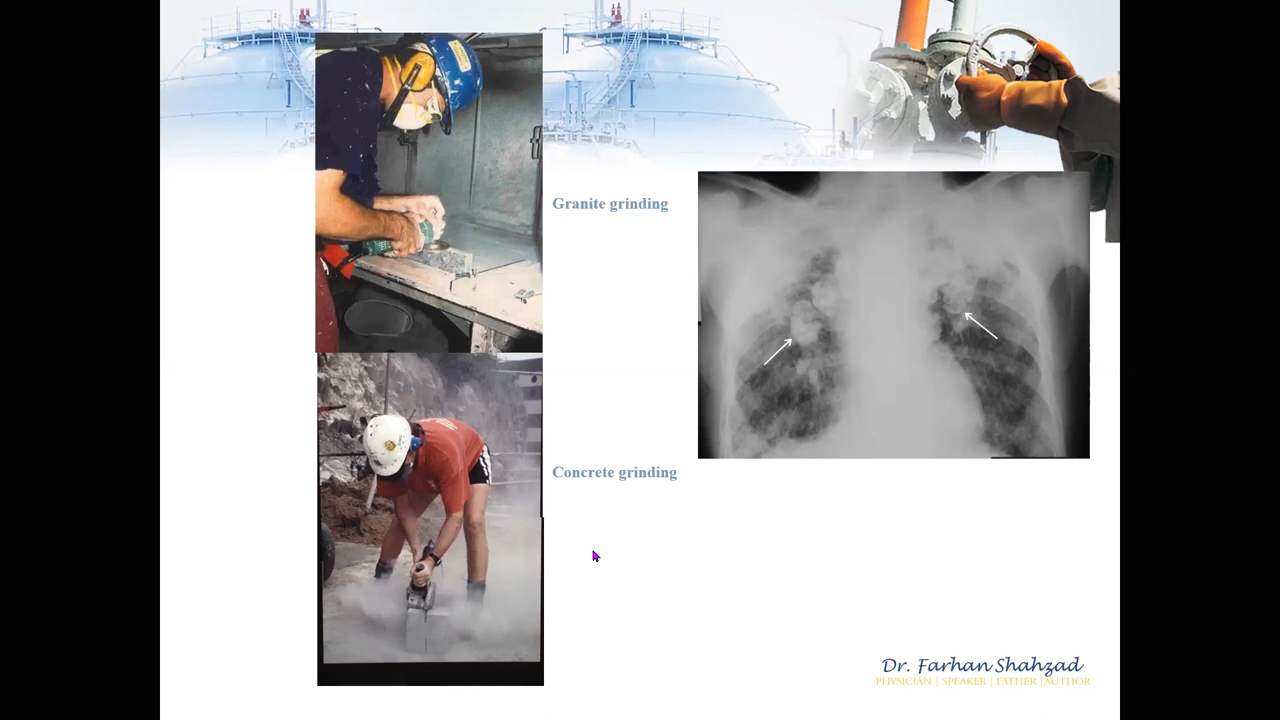 Granite grinding
Concrete grinding
Dr. Farhan Shahzad
PHYSICIAN | SPEAKER | FATHER | AUTHOR